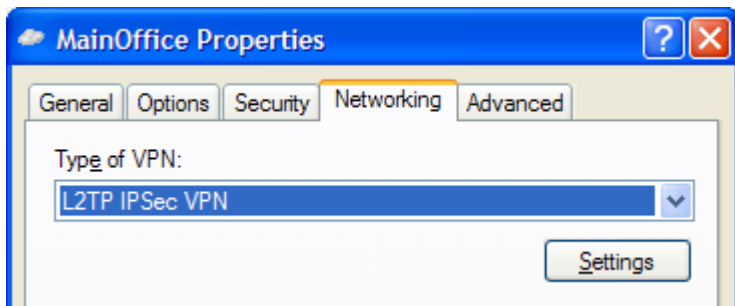 MainOffice Properties
General Options Security Networking Advanced
Type of VPN:
L2TP IPSec VPN
Settings